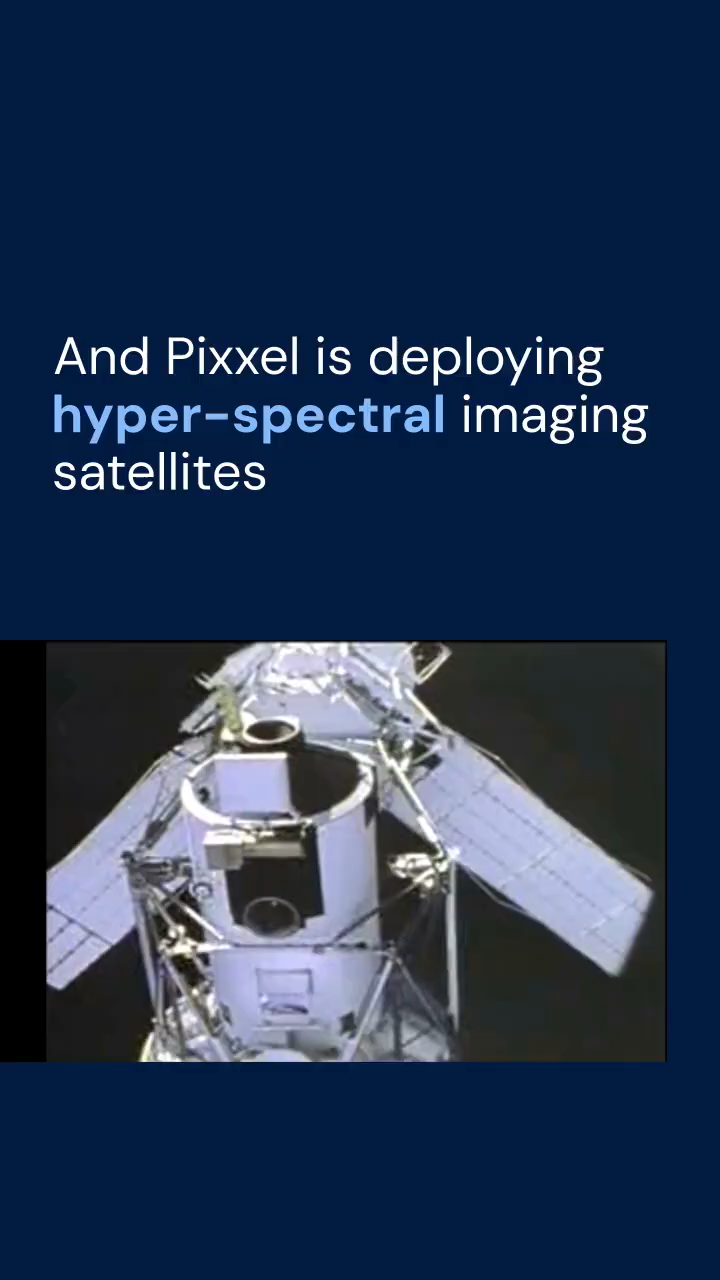 And Pixxel is deploying
hyper-spectral imaging
satellites